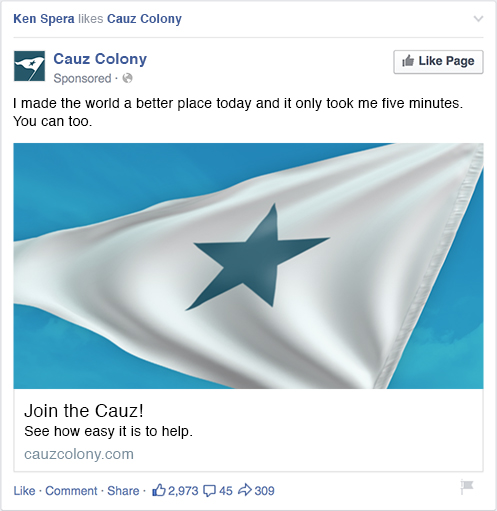 Ken Spera likes Cauz Colony
Cauz Colony
Sponsored ·
Like Page
I made the world a better place today and it only took me five minutes.
You can too.
Join the Cauz!
See how easy it is to help.
cauzcolony.com
Like · Comment · Share · 2,973 45 309